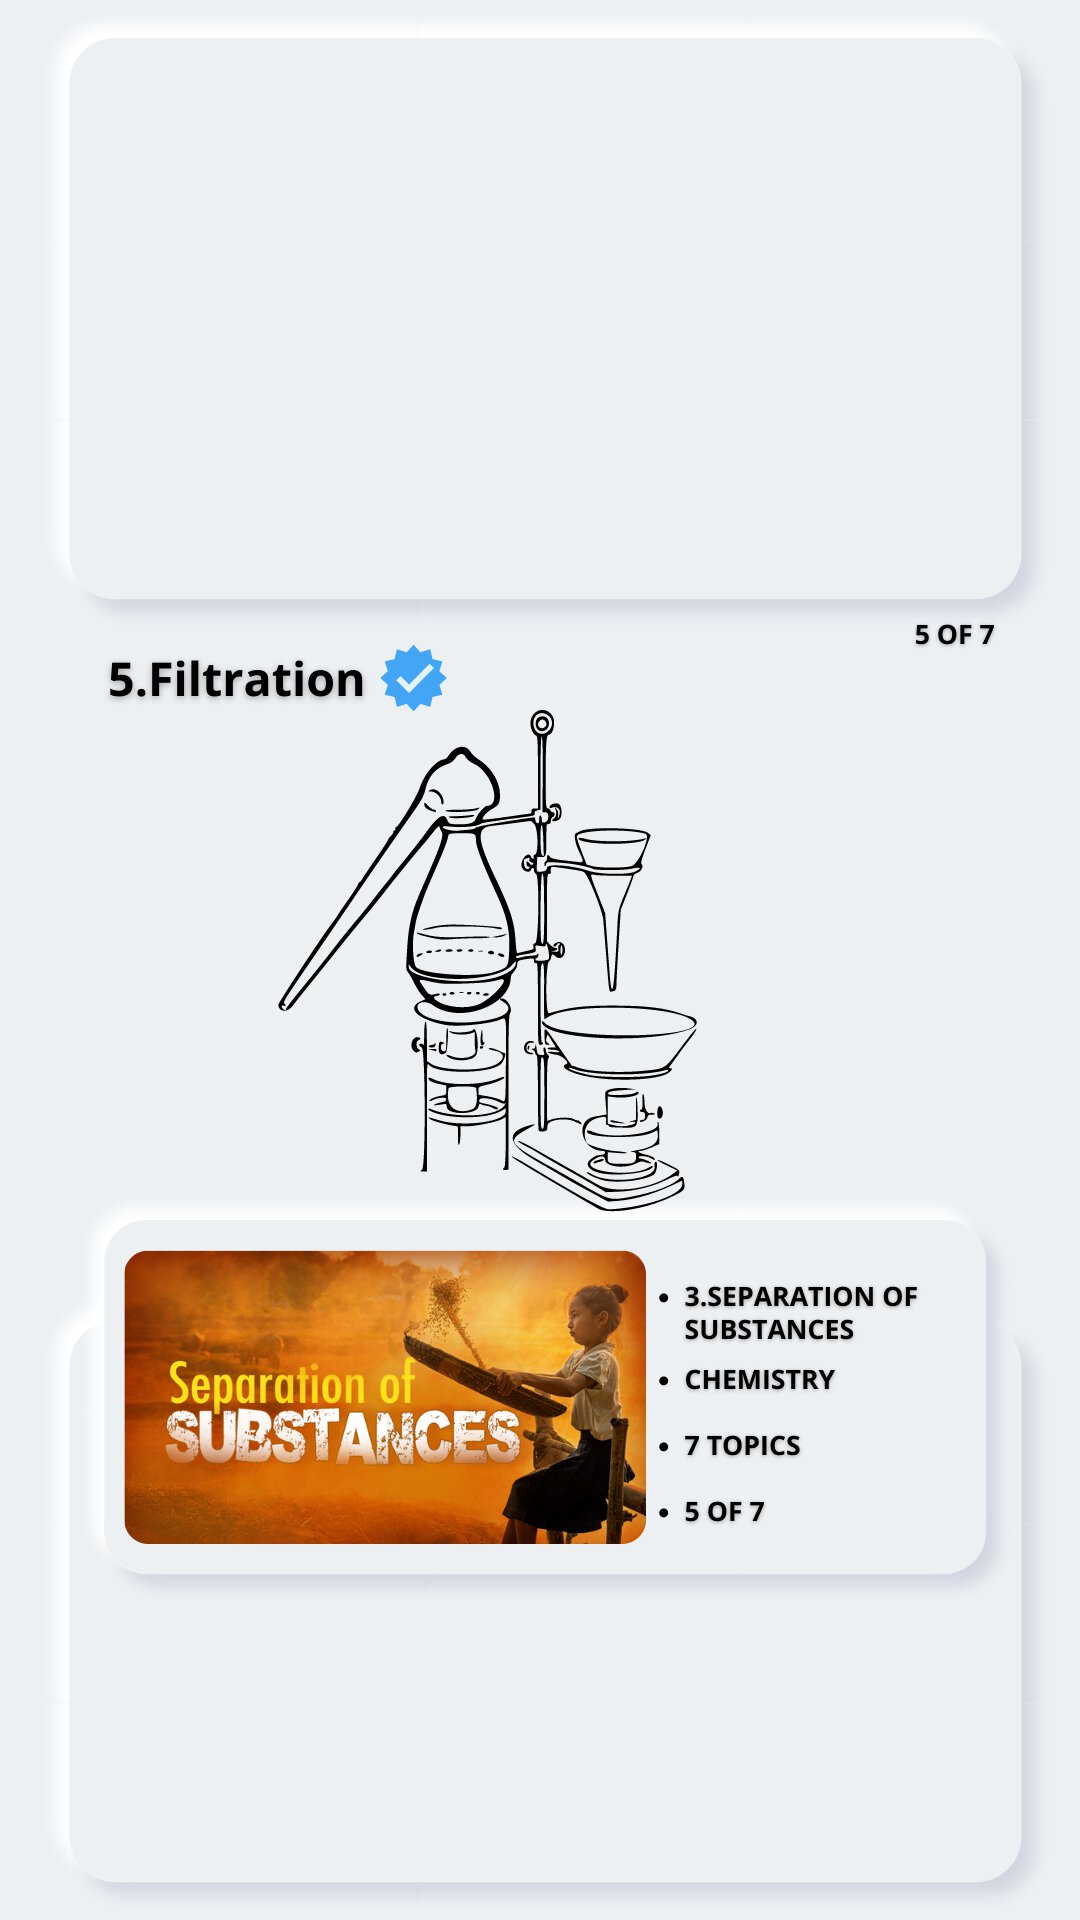 5 OF 7
5.Filtration
Separation of
SUBSTANCES
• 3.SEPARATION OF
SUBSTANCES
• CHEMISTRY
• 7 TOPICS
• 5 OF 7